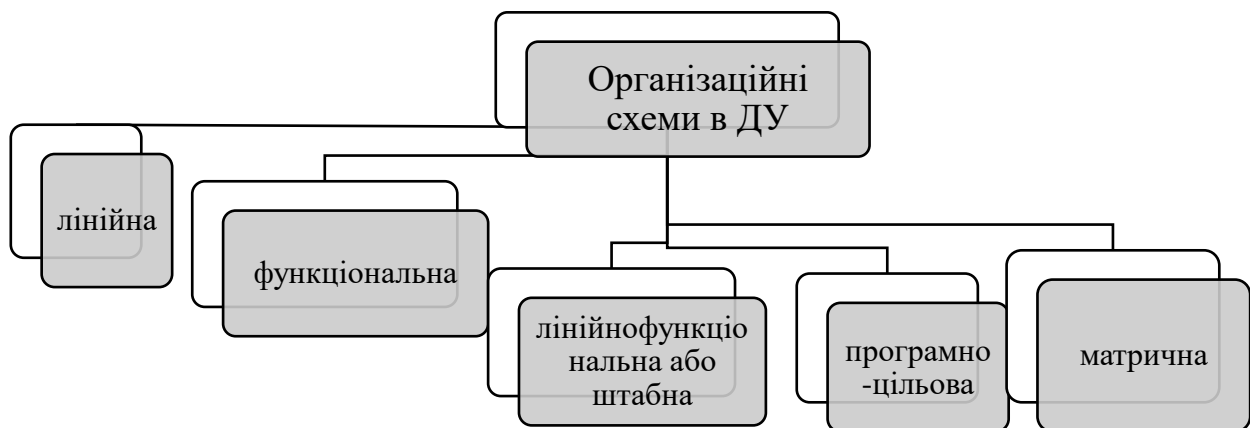 Організаційні
схеми в ДУ
лінійна
функціональна
лінійнофункціо
нальна або
штабна
програмно
-цільова
матрична